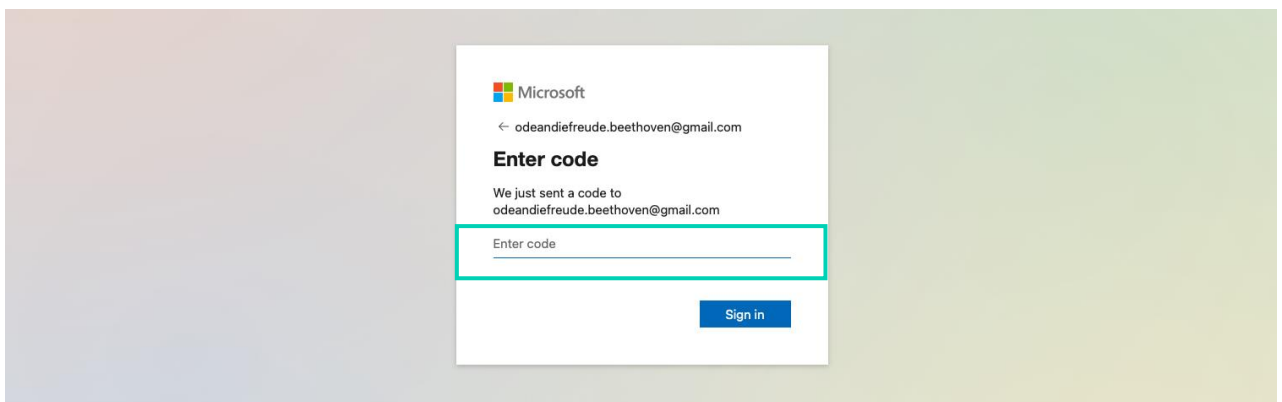 Microsoft
← odeandiefreude.beethoven@gmail.com
Enter code
We just sent a code to
odeandiefreude.beethoven@gmail.com
Enter code
Sign in